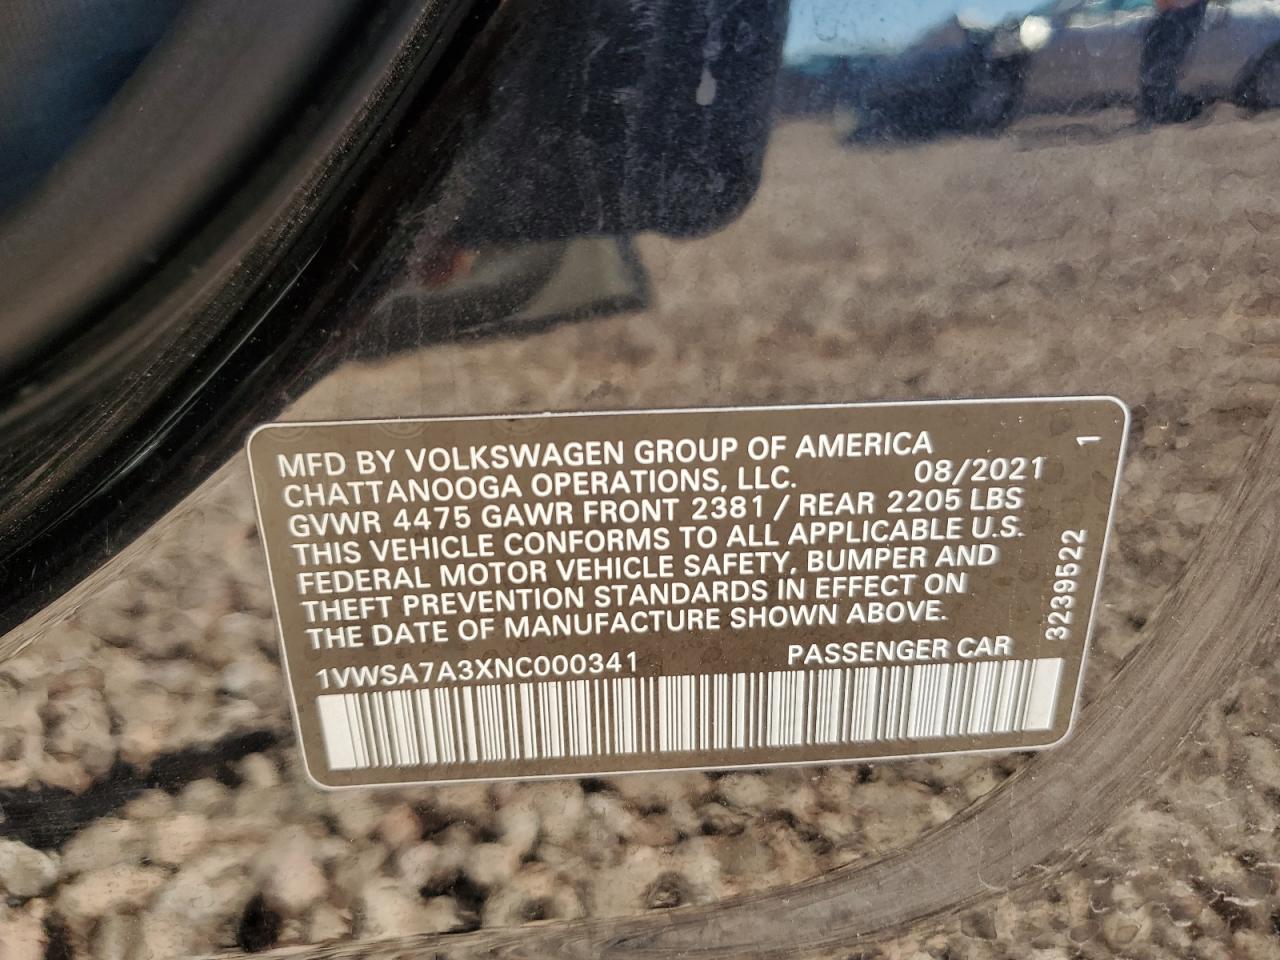 MFD BY VOLKSWAGEN GROUP OF AMERICA
CHATTANOOGA OPERATIONS, LLC. 08/2021
GVWR 4475 GAWR FRONT 2381 / REAR 2205 LBS
THIS VEHICLE CONFORMS TO ALL APPLICABLE U.S.
FEDERAL MOTOR VEHICLE SAFETY, BUMPER AND
THEFT PREVENTION STANDARDS IN EFFECT ON
THE DATE OF MANUFACTURE SHOWN ABOVE.
1VWSA7A3XNC000341 PASSENGER CAR
3239522 1